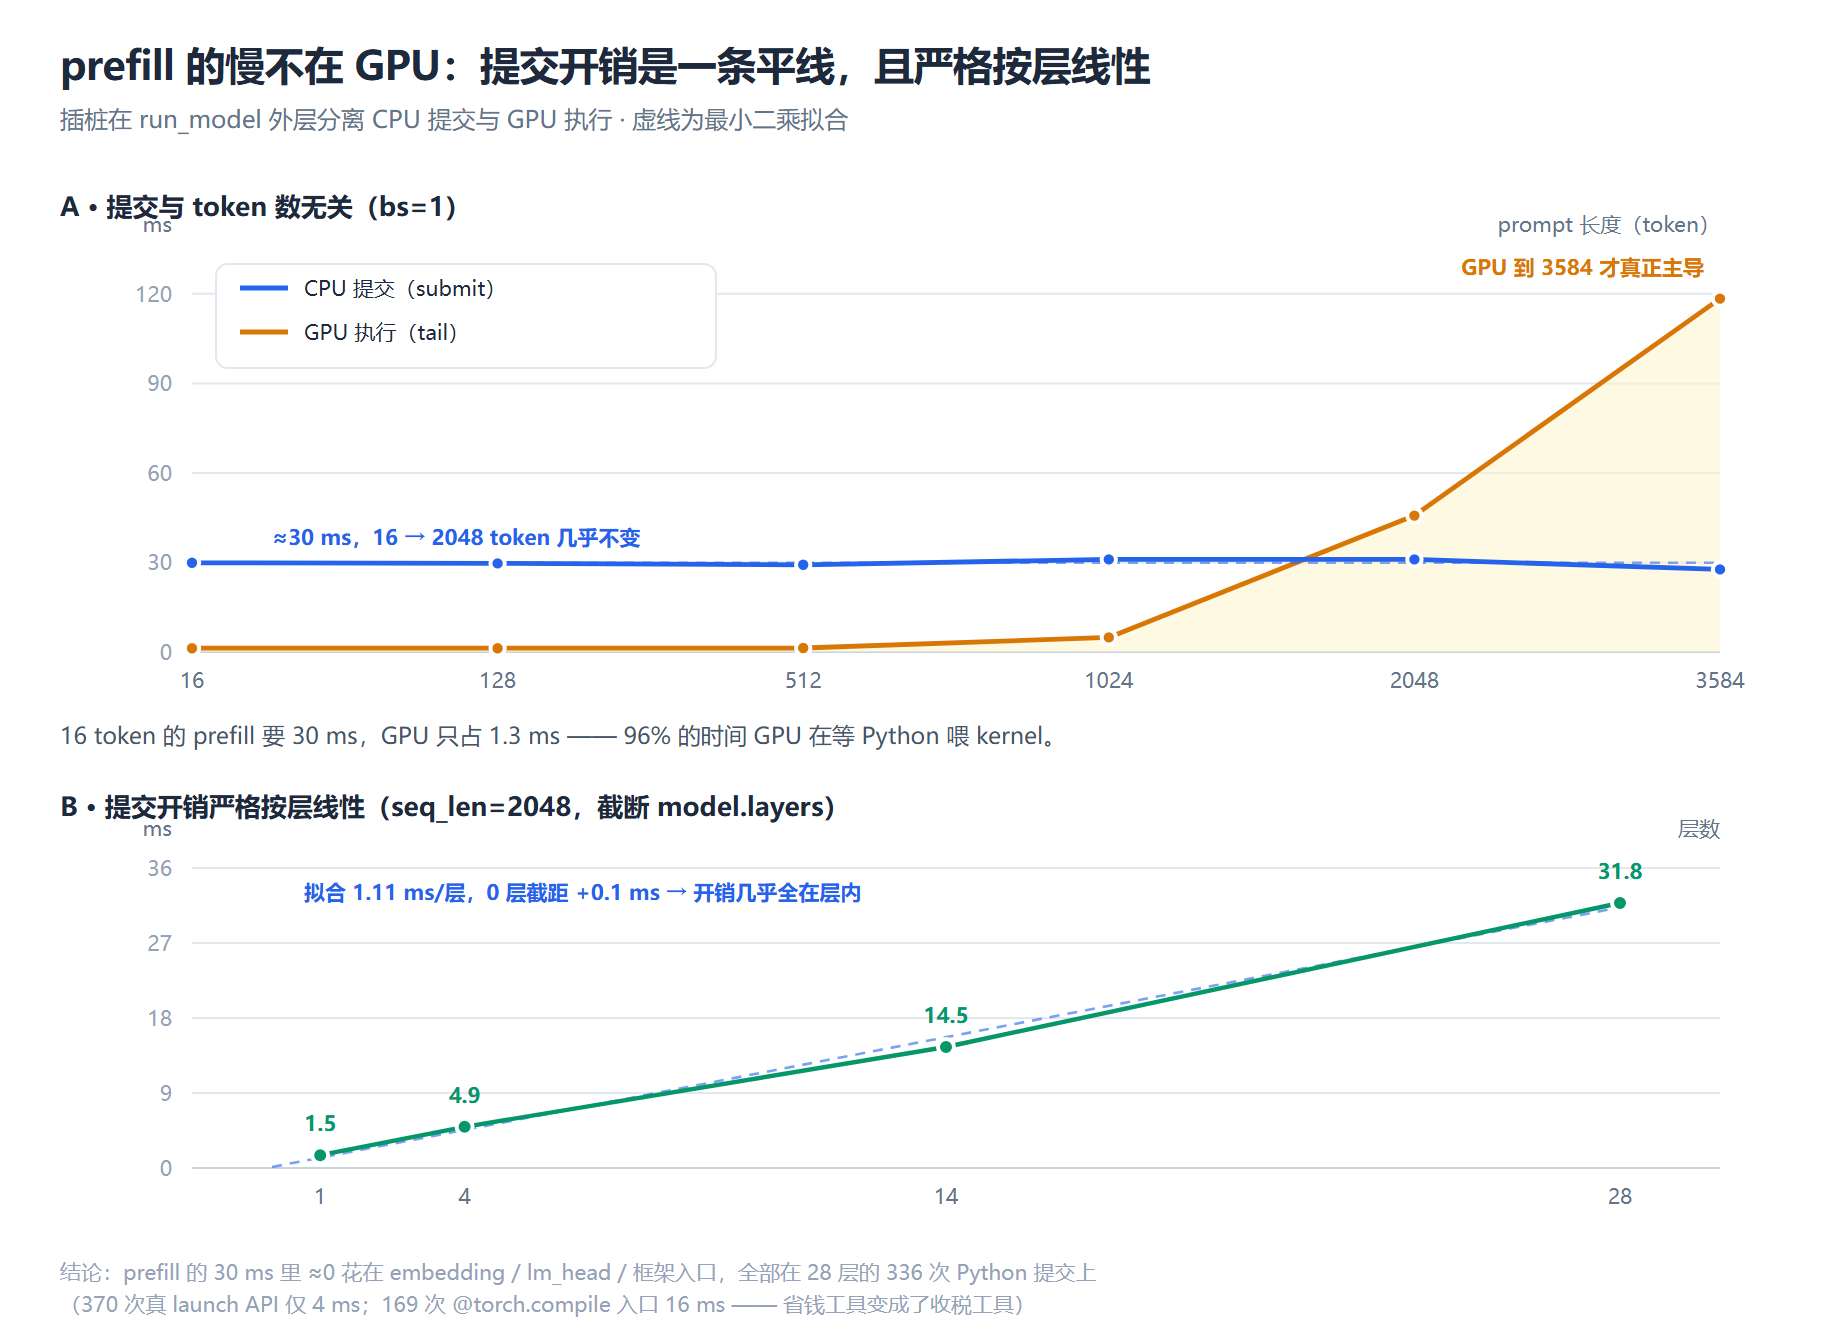 prefill 的慢不在 GPU：提交开销是一条平线，且严格按层线性
插桩在 run_model 外层分离 CPU 提交与 GPU 执行 · 虚线为最小二乘拟合
A · 提交与 token 数无关（bs=1）
ms
prompt 长度（token）
GPU 到 3584 才真正主导
CPU 提交（submit）
GPU 执行（tail）
120
90
60
30
0
≈30 ms，16 → 2048 token 几乎不变
16 128 512 1024 2048 3584
16 token 的 prefill 要 30 ms，GPU 只占 1.3 ms —— 96% 的时间 GPU 在等 Python 喂 kernel。
B · 提交开销严格按层线性（seq_len=2048，截断 model.layers）
ms
层数
36
27
18
9
0
拟合 1.11 ms/层，0 层截距 +0.1 ms → 开销几乎全在层内
1.5
4.9
14.5
31.8
1 4 14 28
结论：prefill 的 30 ms 里 ≈0 花在 embedding / lm_head / 框架入口，全部在 28 层的 336 次 Python 提交上
（370 次真 launch API 仅 4 ms；169 次 @torch.compile 入口 16 ms —— 省钱工具变成了收税工具）